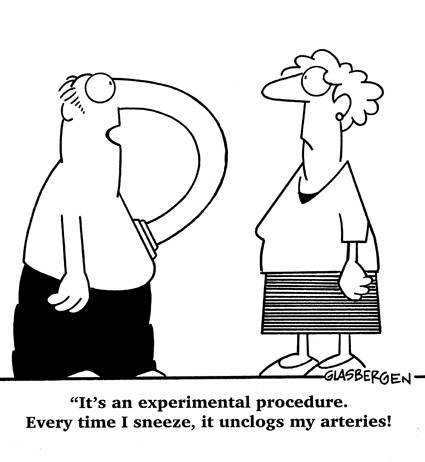 GLASBERGEN
“It's an experimental procedure.
Every time I sneeze, it unclogs my arteries!